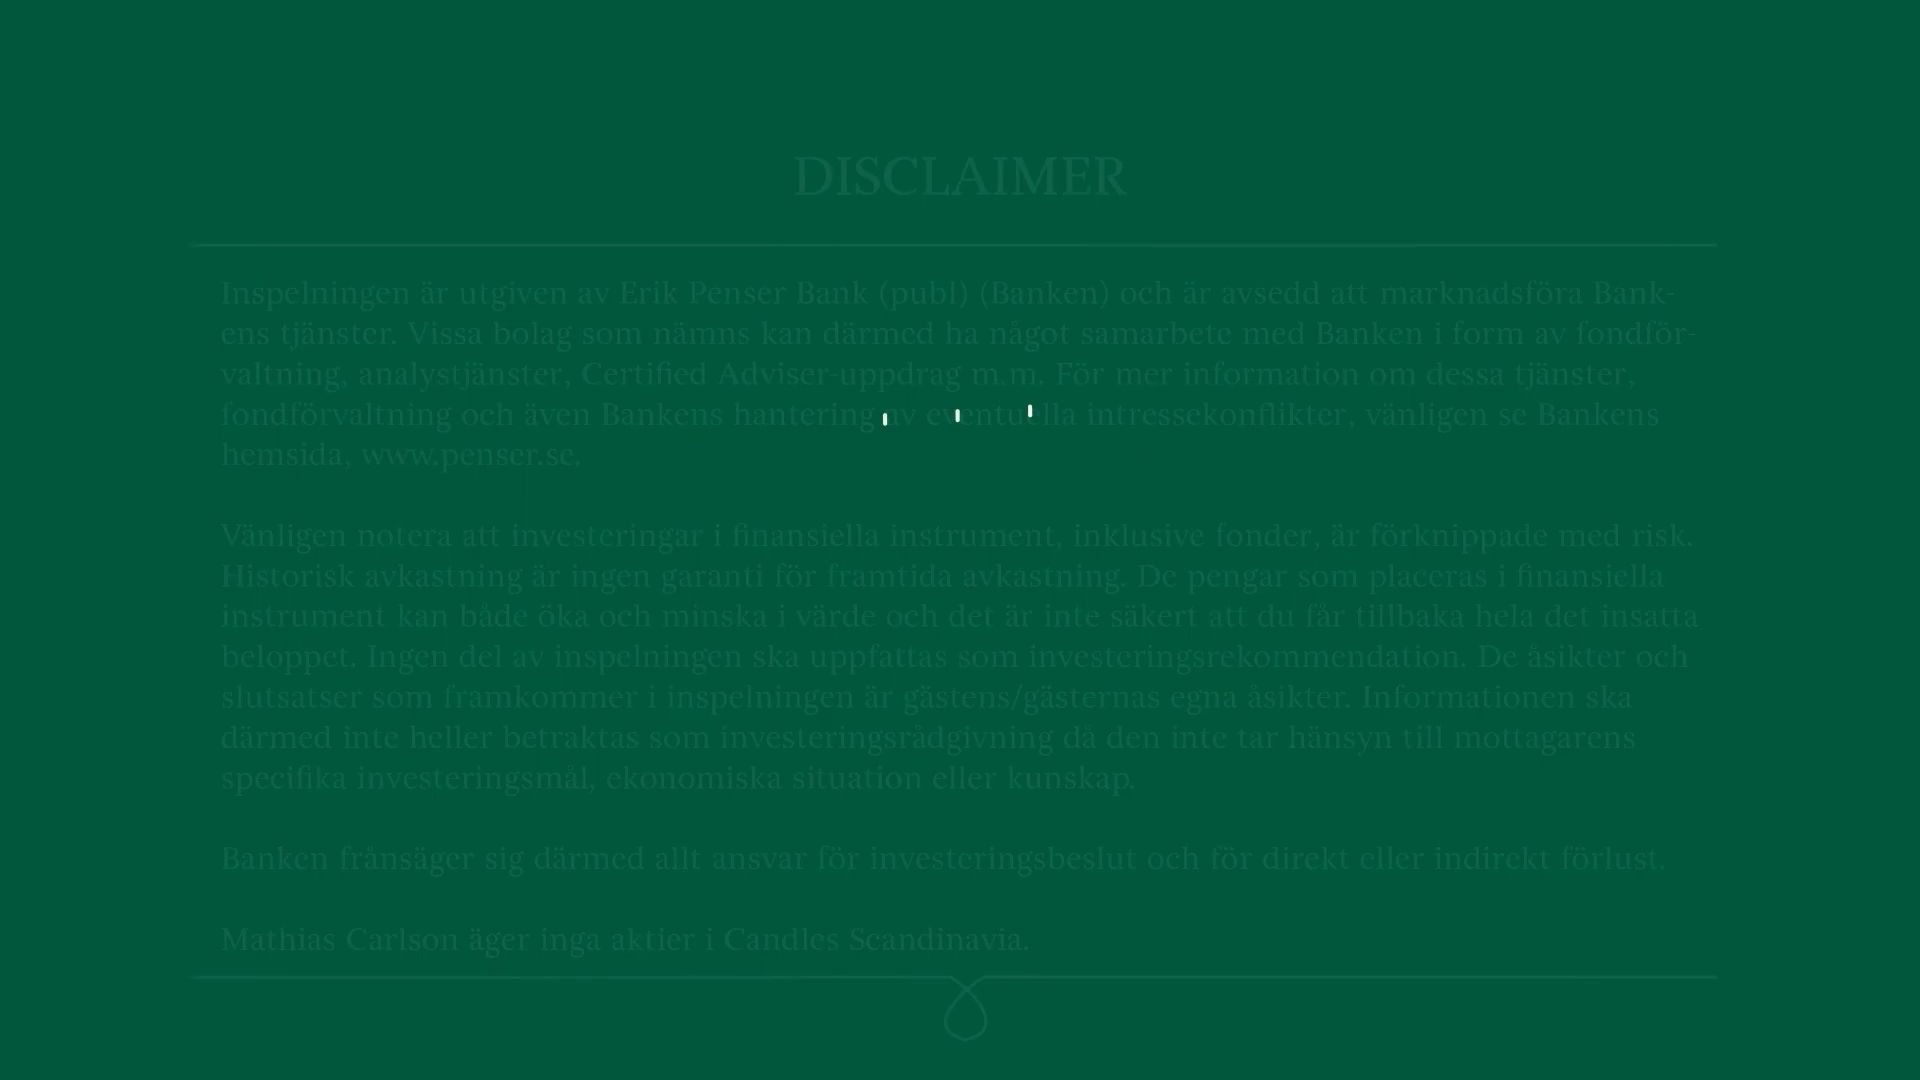 DISCLAIMER
Inspelningen är utgiven av Erik Penser Bank (publ) (Banken) och är avsedd att marknadsföra Bank-
ens tjänster. Vissa bolag som nämns kan därmed ha något samarbete med Banken i form av fondför-
valtning, analystjänster, Certified Adviser-uppdrag m.m. För mer information om dessa tjänster,
fondförvaltning och även Bankens hantering av eventuella intressekonflikter, vänligen se Bankens
hemsida, www.penser.se.
Vänligen notera att investeringar i finansiella instrument, inklusive fonder, är förknippade med risk.
Historisk avkastning är ingen garanti för framtida avkastning. De pengar som placeras i finansiella
instrument kan både öka och minska i värde och det är inte säkert att du får tillbaka hela det insatta
beloppet. Ingen del av inspelningen ska uppfattas som investeringsrekommendation. De åsikter och
slutsatser som framkommer i inspelningen är gästens/gästernas egna åsikter. Informationen ska
därmed inte heller betraktas som investeringsrådgivning då den inte tar hänsyn till mottagarens
specifika investeringsmål, ekonomiska situation eller kunskap.
Banken frånsäger sig därmed allt ansvar för investeringsbeslut och för direkt eller indirekt förlust.
Mathias Carlson äger inga aktier i Candles Scandinavia.